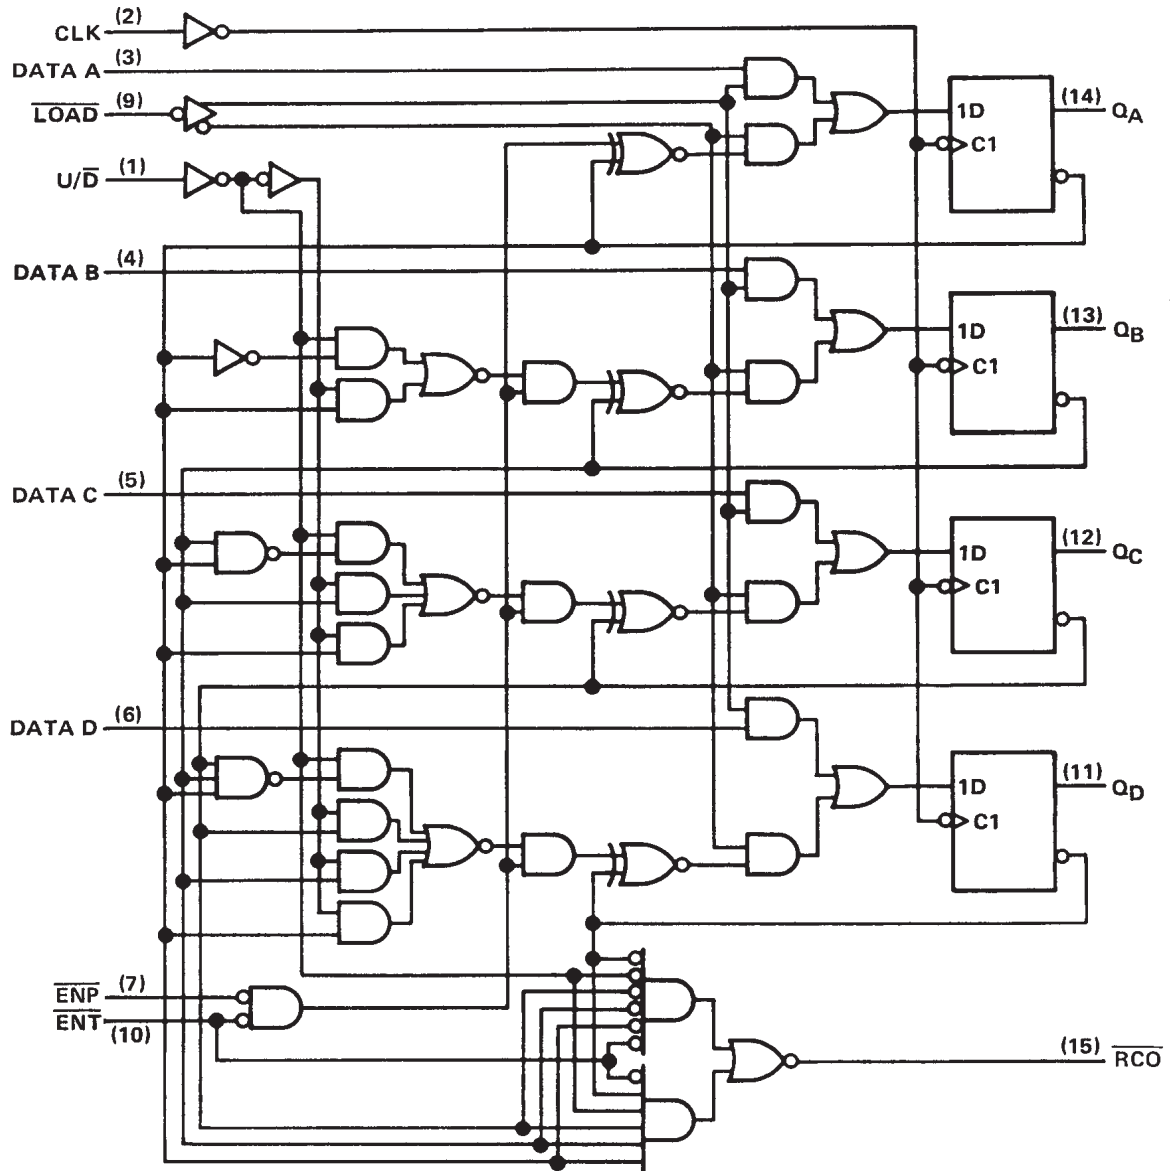 CLK (2)
DATA A (3)
(14) QA
LOAD (9)
1D
C1
U/D (1)
DATA B (4)
(13) QB
1D
C1
DATA C (5)
(12) QC
1D
C1
DATA D (6)
(11) QD
1D
C1
ENP (7)
ENT (10)
(15) RCO